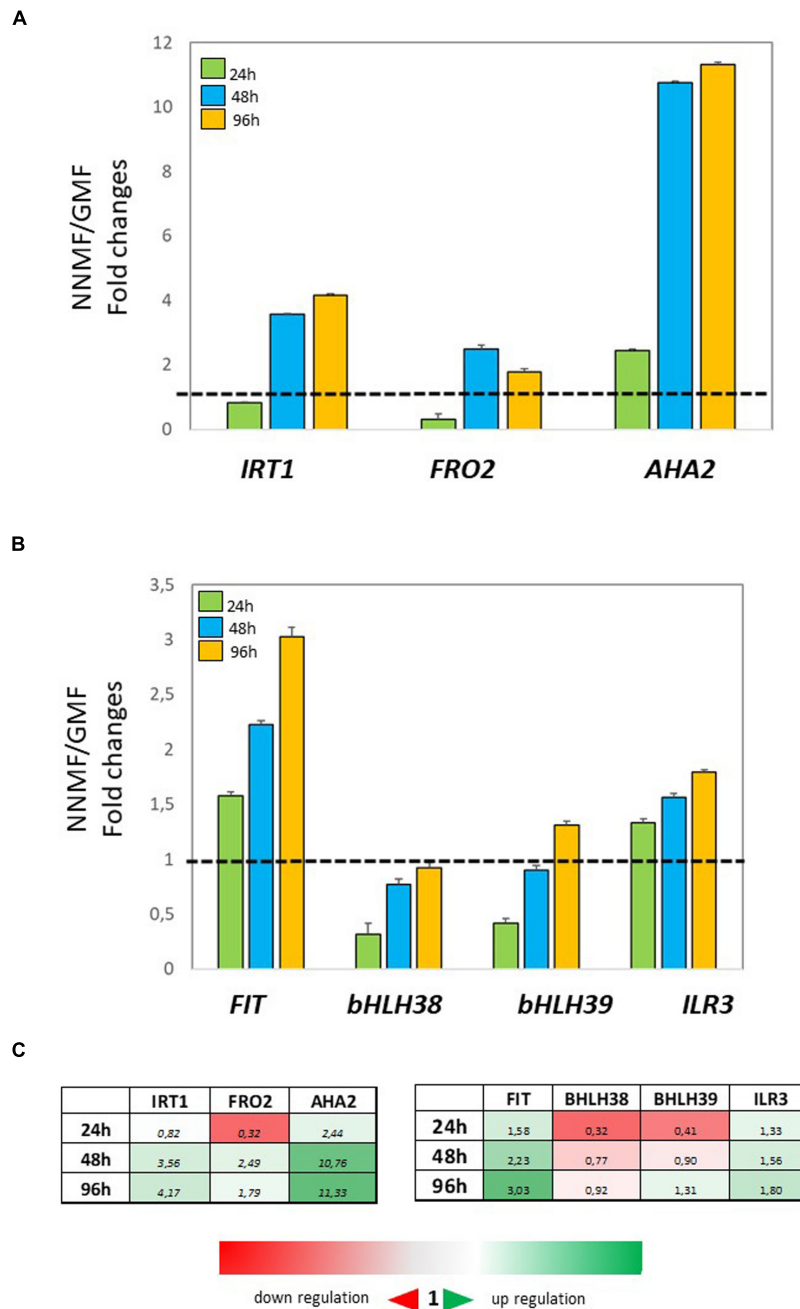 A
12
10
8
6
4
2
0
NNMF/GMF
Fold changes
24h
48h
96h
IRT1 FRO2 AHA2
B
3,5
3
2,5
2
1,5
1
0,5
0
NNMF/GMF
Fold changes
24h
48h
96h
FIT bHLH38 bHLH39 ILR3
C
IRT1 FRO2 AHA2
24h 0,82 0,32 2,44
48h 3,56 2,49 10,76
96h 4,17 1,79 11,33
FIT BHLH38 BHLH39 ILR3
24h 1,58 0,32 0,41 1,33
48h 2,23 0,77 0,90 1,56
96h 3,03 0,92 1,31 1,80
down regulation 1 up regulation